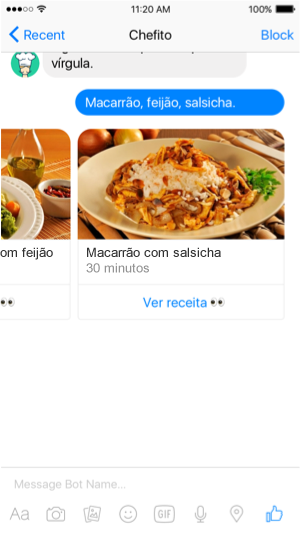 11:20 AM
100%
Recent
Chefito
Block
vírgula.
Macarrão, feijão, salsicha.
om feijão
Macarrão com salsicha
30 minutos
Ver receita 👀
👀
Message Bot Name...
Aa
GIF